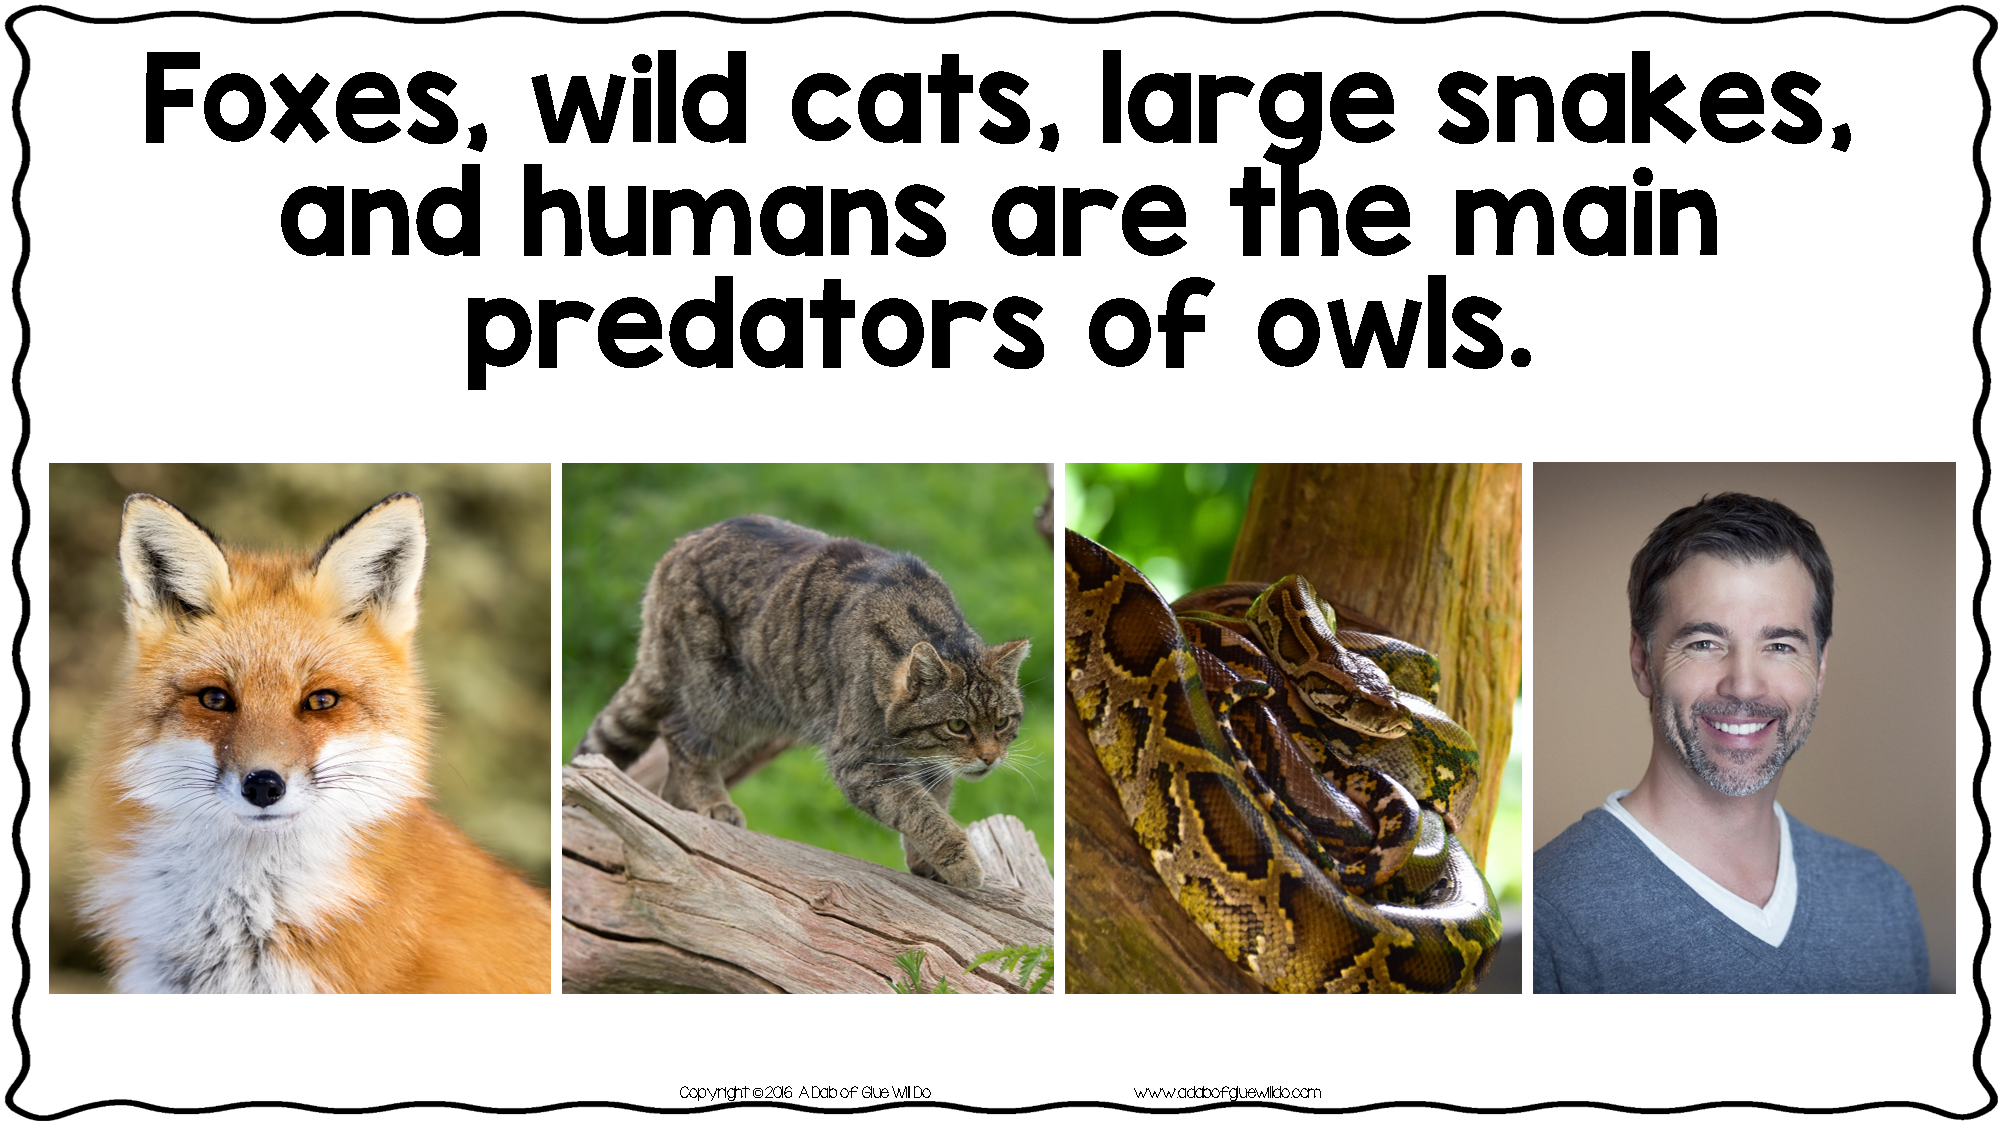 Foxes, wild cats, large snakes,
and humans are the main
predators of owls.
Copyright ©2016 A Dab of Glue Will Do www.adabofgluewilldo.com